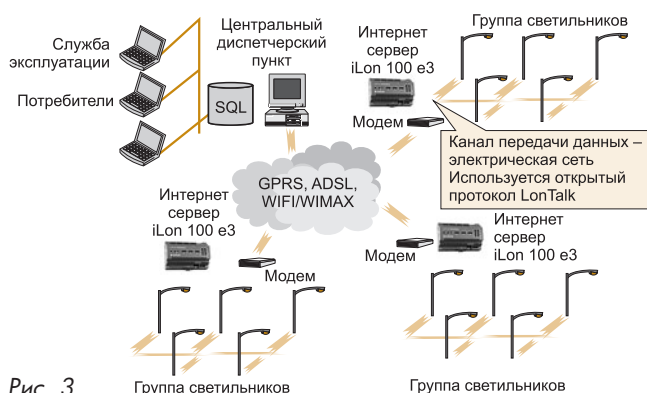 Служба
эксплуатации
Потребители
SQL
Центральный
диспетчерский
пункт
Интернет
сервер
iLon 100 e3
Модем
Группа светильников
Канал передачи данных –
электрическая сеть
Используется открытый
протокол LonTalk
GPRS, ADSL,
WIFI/WIMAX
Интернет
сервер
iLon 100 e3
Модем
Группа светильников
Интернет
сервер
iLon 100 e3
Модем
Группа светильников
Рис. 3